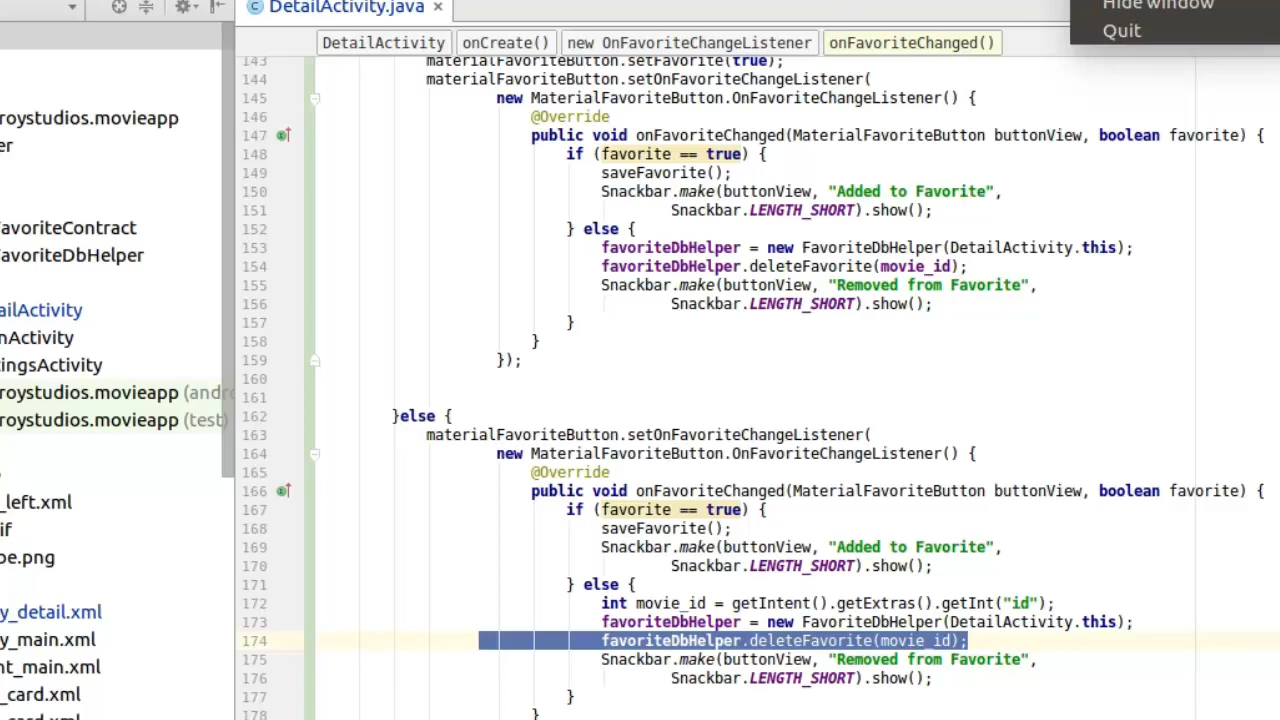 Hide window
Quit
DetailActivity.java ×
DetailActivity onCreate() new OnFavoriteChangeListener onFavoriteChanged()
roystudios.movieapp
er
FavoriteContract
FavoriteDbHelper
ailActivity
nActivity
ingsActivity
roystudios.movieapp (andr
roystudios.movieapp (test)
_left.xml
if
pe.png
y_detail.xml
y_main.xml
nt_main.xml
_card.xml
143 materialFavoriteButton.setFavorite(true);
144 materialFavoriteButton.setOnFavoriteChangeListener(
145 new MaterialFavoriteButton.OnFavoriteChangeListener() {
146 @Override
147 public void onFavoriteChanged(MaterialFavoriteButton buttonView, boolean favorite) {
148 if (favorite == true) {
149 saveFavorite();
150 Snackbar.make(buttonView, "Added to Favorite",
151 Snackbar.LENGTH_SHORT).show();
152 } else {
153 favoriteDbHelper = new FavoriteDbHelper(DetailActivity.this);
154 favoriteDbHelper.deleteFavorite(movie_id);
155 Snackbar.make(buttonView, "Removed from Favorite",
156 Snackbar.LENGTH_SHORT).show();
157 }
158 }
159 });
160
161
162 }else {
163 materialFavoriteButton.setOnFavoriteChangeListener(
164 new MaterialFavoriteButton.OnFavoriteChangeListener() {
165 @Override
166 public void onFavoriteChanged(MaterialFavoriteButton buttonView, boolean favorite) {
167 if (favorite == true) {
168 saveFavorite();
169 Snackbar.make(buttonView, "Added to Favorite",
170 Snackbar.LENGTH_SHORT).show();
171 } else {
172 int movie_id = getIntent().getExtras().getInt("id");
173 favoriteDbHelper = new FavoriteDbHelper(DetailActivity.this);
174 favoriteDbHelper.deleteFavorite(movie_id);
175 Snackbar.make(buttonView, "Removed from Favorite",
176 Snackbar.LENGTH_SHORT).show();
177 }
178 }